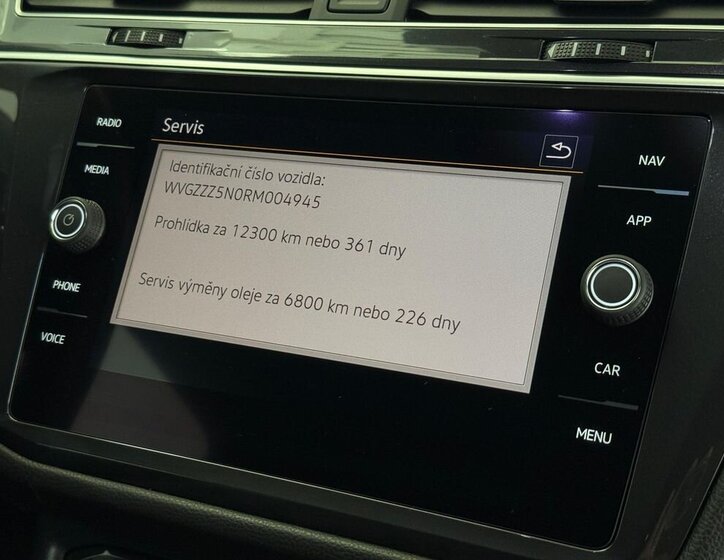 RADIO
MEDIA
PHONE
VOICE
Servis
Identifikační číslo vozidla:
WVGZZZ5N0RM004945
Prohlídka za 12300 km nebo 361 dny
Servis výměny oleje za 6800 km nebo 226 dny
NAV
APP
CAR
MENU